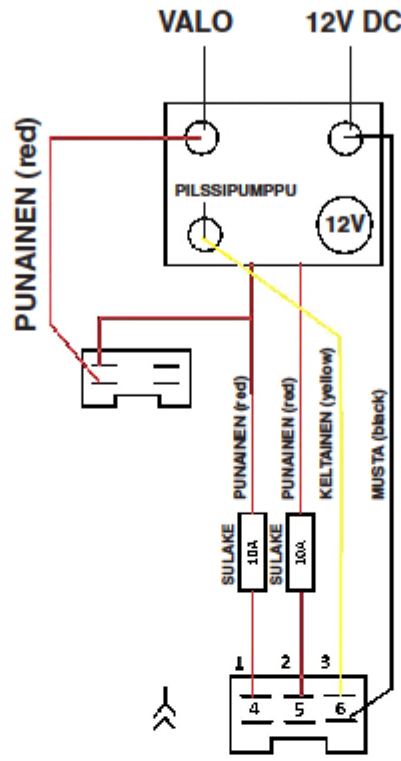 VALO 12V DC
PUNAINEN (red)
PILSSIPUMPPU
12V
PUNAINEN (red)
PUNAINEN (red)
KELTAINEN (yellow)
MUSTA (black)
SULAKE
10A
SULAKE
10A
1 2 3
4 5 6